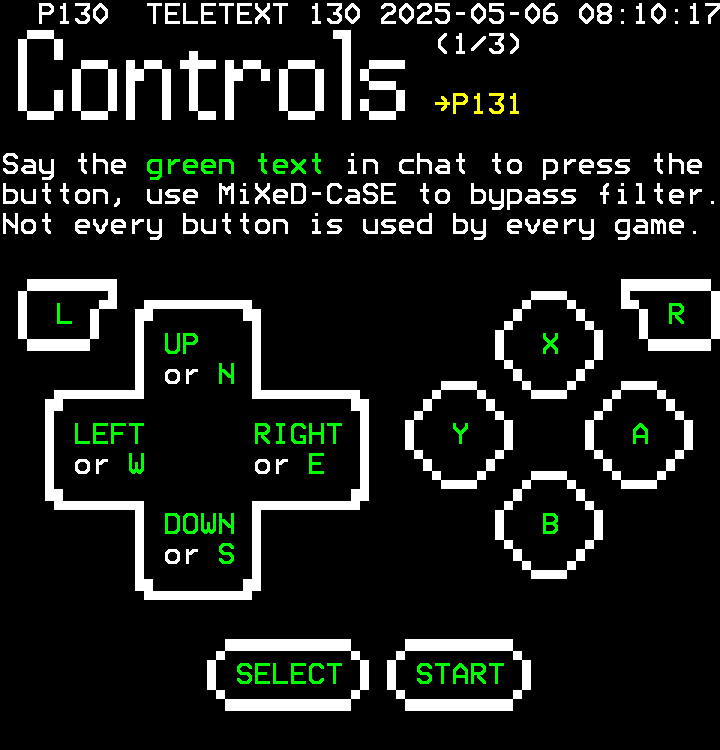 P130 TELETEXT 130 2025-05-06 08:10:17
Controls
(1/3)
→P131
Say the green text in chat to press the
button, use MiXeD-CaSE to bypass filter.
Not every button is used by every game.
L
R
UP
or N
X
LEFT
or W
RIGHT
or E
Y
A
DOWN
or S
B
SELECT
START